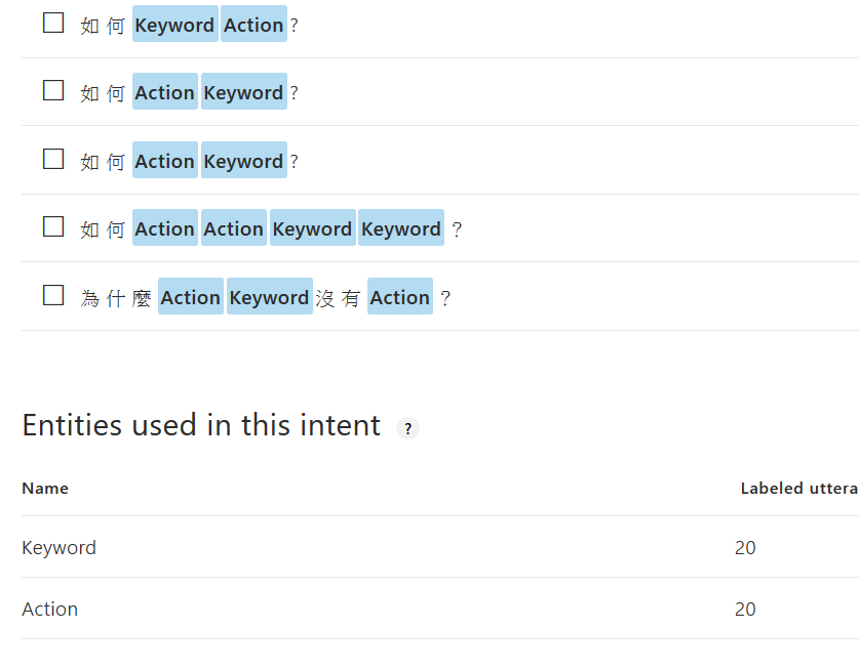 如 何 Keyword Action ?
如 何 Action Keyword ?
如 何 Action Keyword ?
如 何 Action Action Keyword Keyword ?
為 什 麼 Action Keyword 沒 有 Action ?
Entities used in this intent ?
Name Labeled uttera
Keyword 20
Action 20